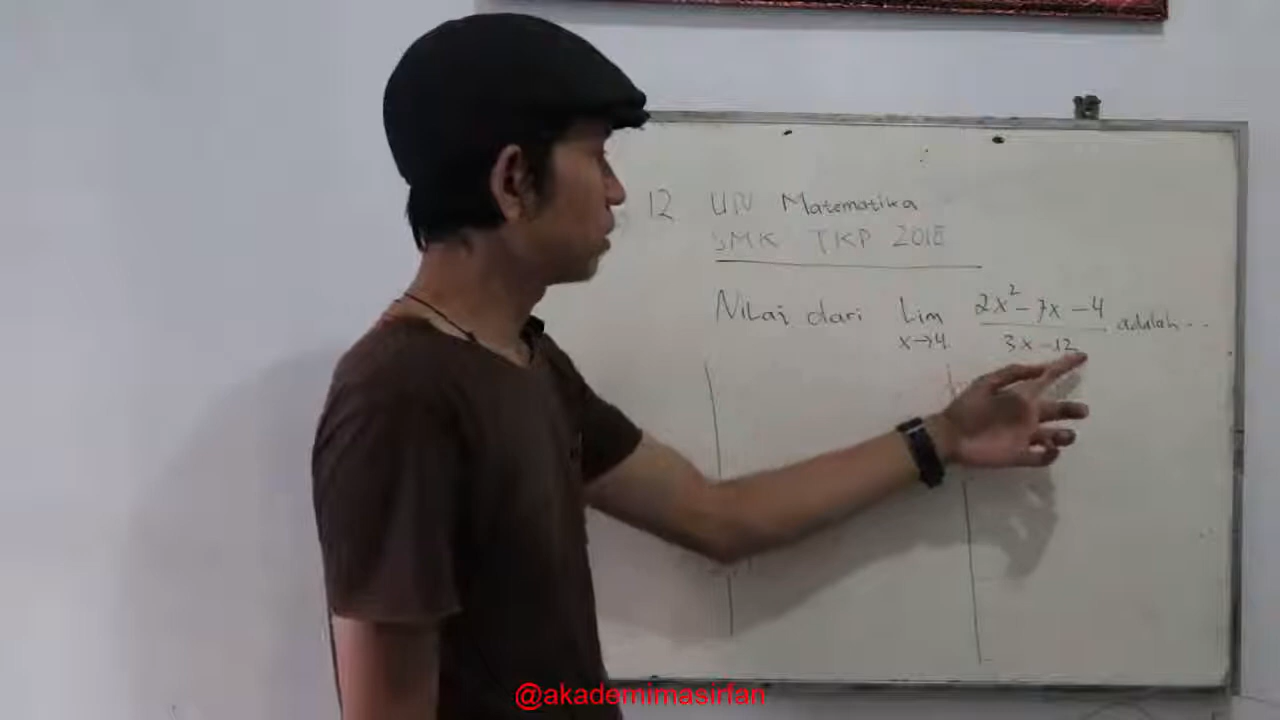 12 UN Matematika
SMK TKP 2018
Nilai dari Lim x→4 2x² - 7x - 4 / 3x - 12 adalah ...
@akademimasirfan